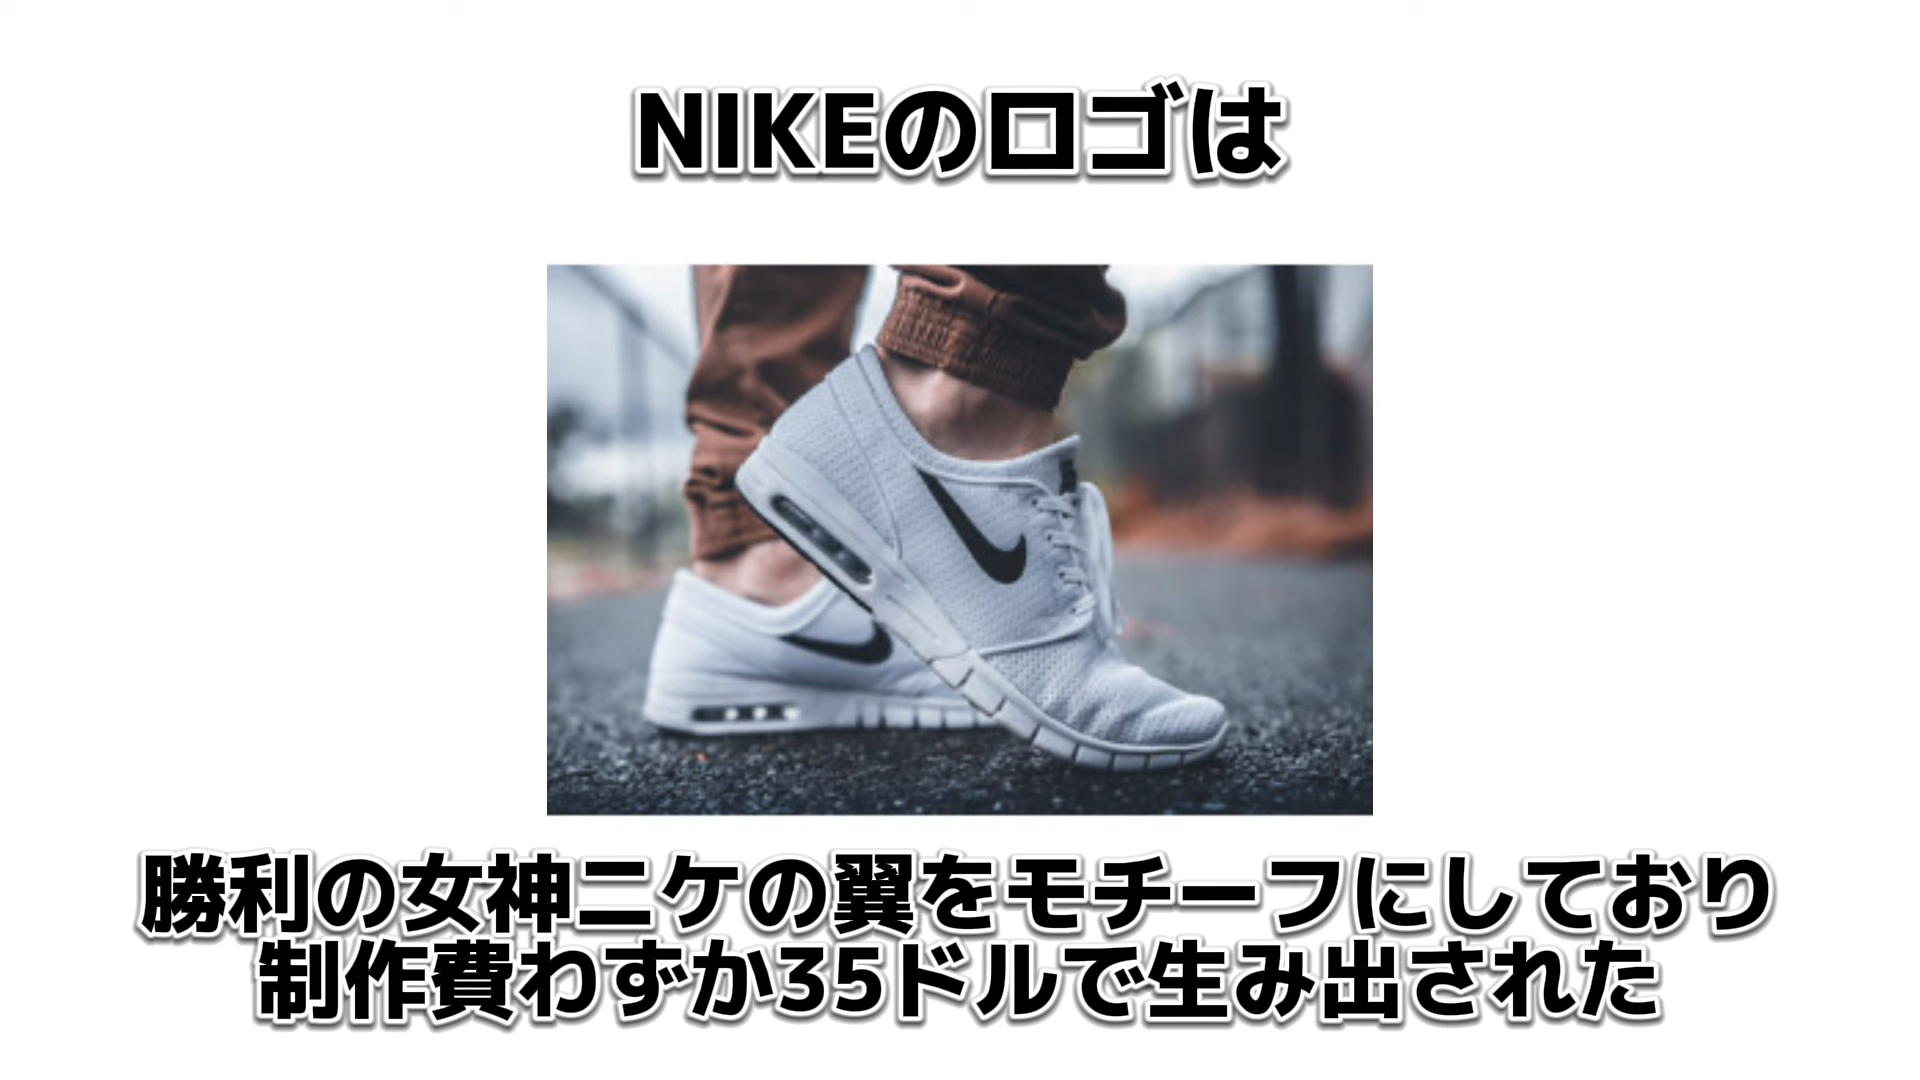 NIKEのロゴは
勝利の女神ニケの翼をモチーフにしており
制作費わずか35ドルで生み出された